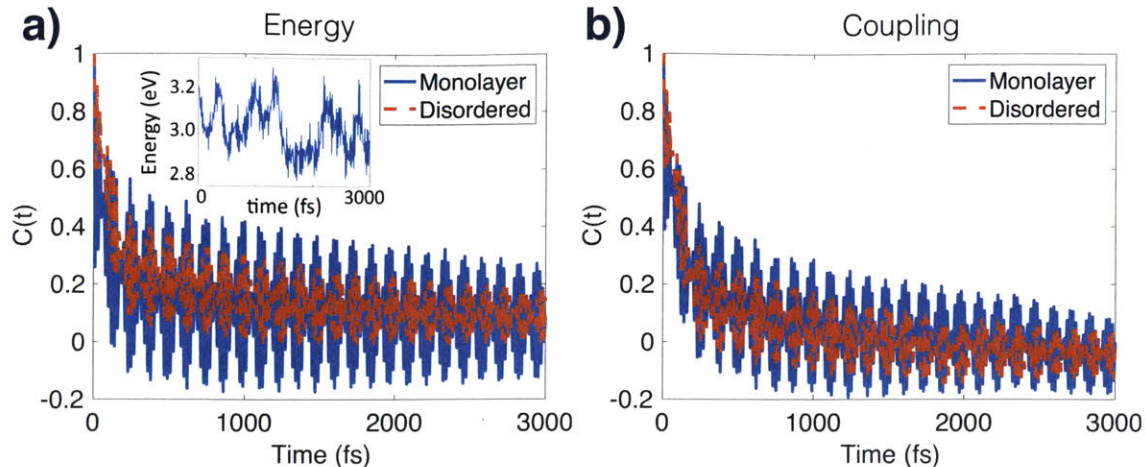 a)
Energy
Monolayer
Disordered
1
0.8
0.6
0.4
0.2
0
-0.2
C(t)
0
1000
2000
3000
Time (fs)
Energy (eV)
3.2
3.0
2.8
0
3000
time (fs)
b)
Coupling
Monolayer
Disordered
1
0.8
0.6
0.4
0.2
0
-0.2
C(t)
0
1000
2000
3000
Time (fs)